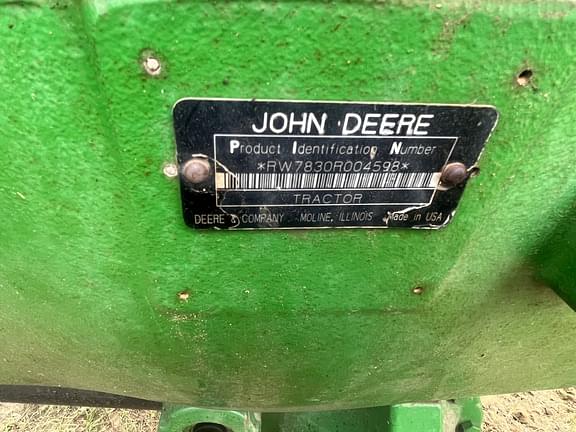 JOHN DEERE
Product Identification Number
*RW7830R004598*
TRACTOR
DEERE & COMPANY MOLINE, ILLINOIS Made in USA